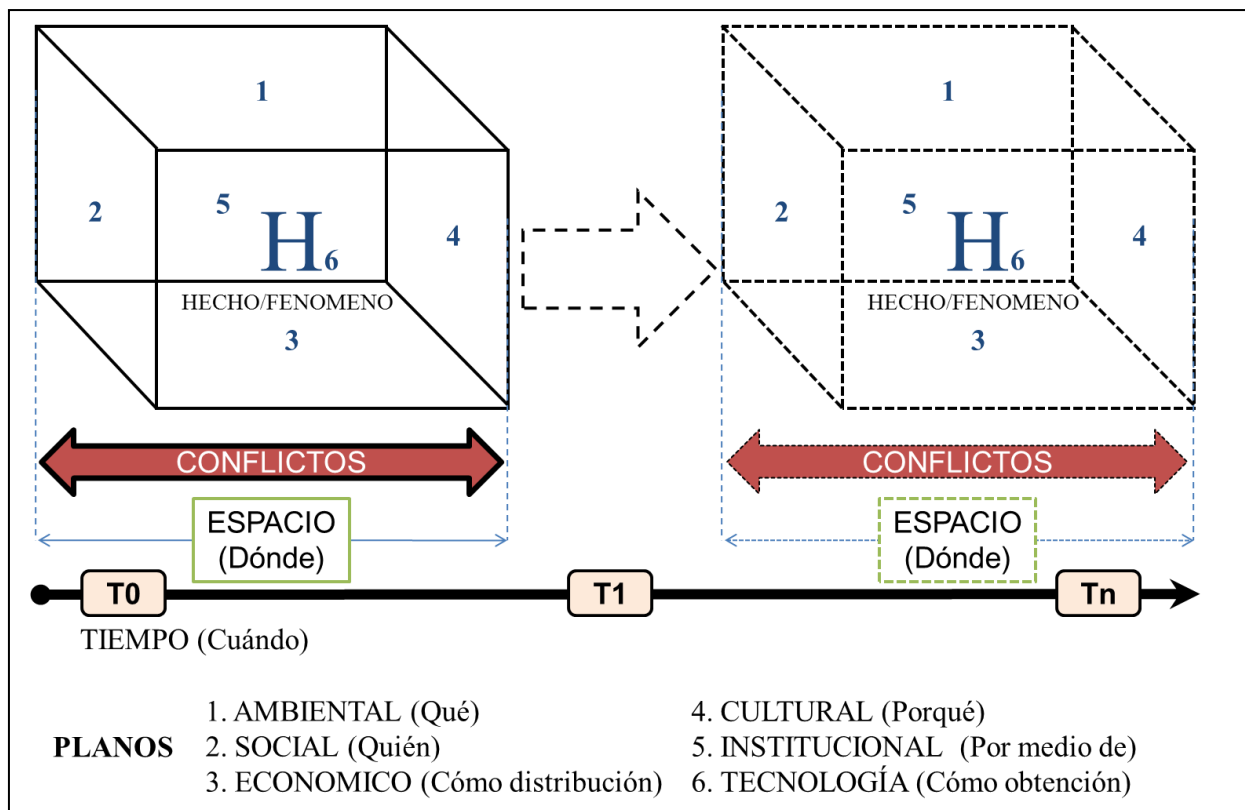 1
2
5
H6
4
HECHO/FENOMENO
3
CONFLICTOS
ESPACIO
(Dónde)
1
2
5
H6
4
HECHO/FENOMENO
3
CONFLICTOS
ESPACIO
(Dónde)
T0
T1
Tn
TIEMPO (Cuándo)
PLANOS
1. AMBIENTAL (Qué)
2. SOCIAL (Quién)
3. ECONOMICO (Cómo distribución)
4. CULTURAL (Porqué)
5. INSTITUCIONAL (Por medio de)
6. TECNOLOGÍA (Cómo obtención)